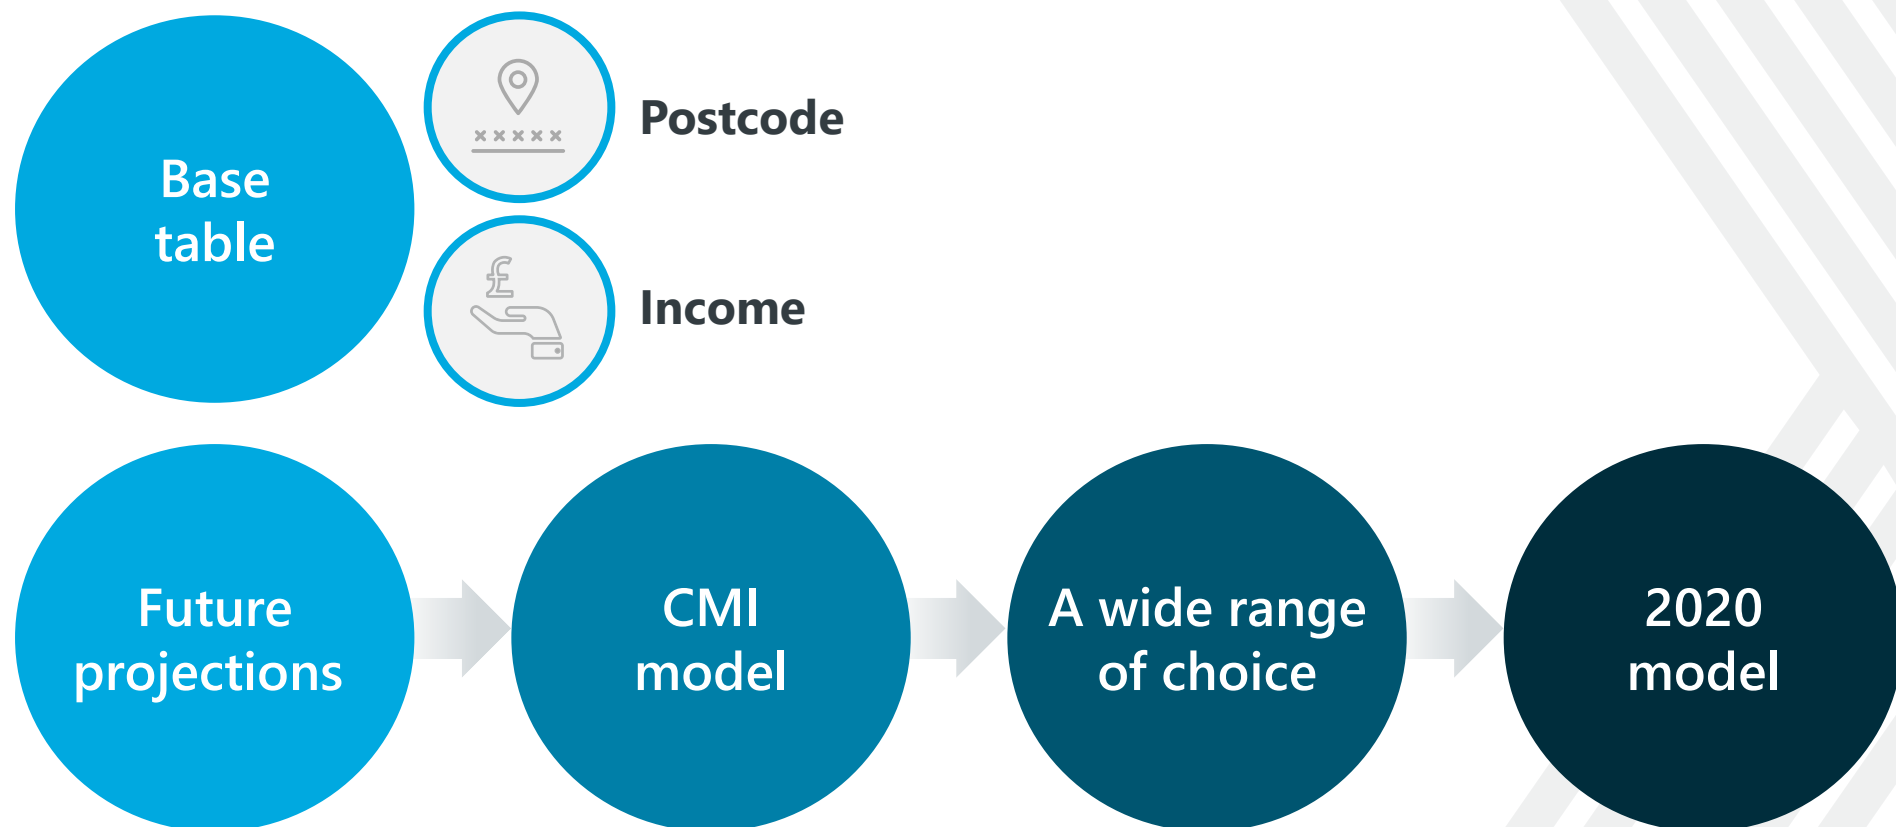 Base
table
Postcode
£
Income
Future
projections
CMI
model
A wide range
of choice
2020
model